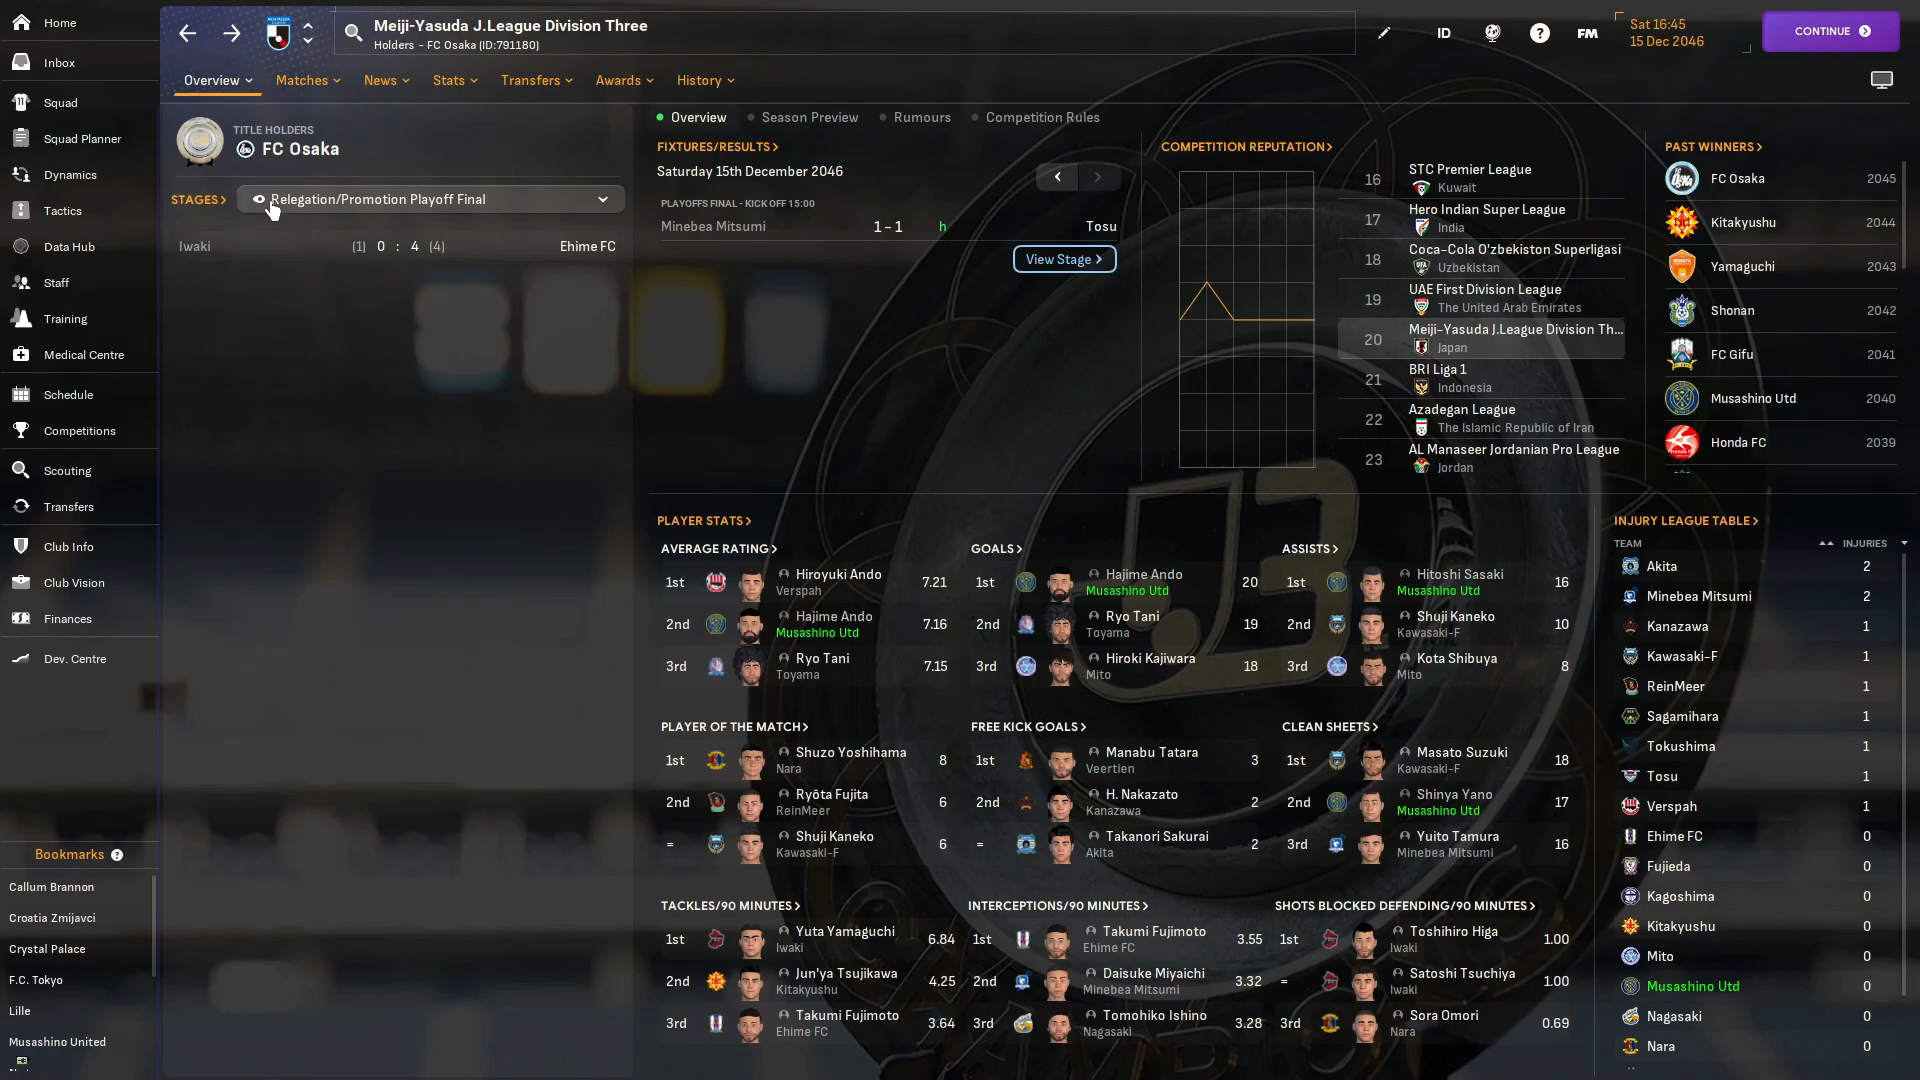 Home
Inbox
Squad
Squad Planner
Dynamics
Tactics
Data Hub
Staff
Training
Medical Centre
Schedule
Competitions
Scouting
Transfers
Club Info
Club Vision
Finances
Dev. Centre
Bookmarks ?
Callum Brannon
Croatia Zmijavci
Crystal Palace
F.C. Tokyo
Lille
Musashino United
Meiji-Yasuda J.League Division Three
Holders - FC Osaka (ID:791180)
ID
?
FM
Sat 16:45
15 Dec 2046
CONTINUE
Overview
Matches
News
Stats
Transfers
Awards
History
TITLE HOLDERS
FC Osaka
STAGES
Relegation/Promotion Playoff Final
Iwaki (1) 0 : 4 (4) Ehime FC
Overview
Season Preview
Rumours
Competition Rules
FIXTURES/RESULTS
Saturday 15th December 2046
PLAYOFFS FINAL - KICK OFF 15:00
Minebea Mitsumi 1 - 1 h Tosu
View Stage
COMPETITION REPUTATION
16 STC Premier League
Kuwait
17 Hero Indian Super League
India
18 Coca-Cola O'zbekiston Superligasi
Uzbekistan
19 UAE First Division League
The United Arab Emirates
20 Meiji-Yasuda J.League Division Th...
Japan
21 BRI Liga 1
Indonesia
22 Azadegan League
The Islamic Republic of Iran
23 AL Manaseer Jordanian Pro League
Jordan
PAST WINNERS
FC Osaka 2045
Kitakyushu 2044
Yamaguchi 2043
Shonan 2042
FC Gifu 2041
Musashino Utd 2040
Honda FC 2039
PLAYER STATS
AVERAGE RATING
1st Hiroyuki Ando 7.21
Verspah
2nd Hajime Ando 7.16
Musashino Utd
3rd Ryo Tani 7.15
Toyama
GOALS
1st Hajime Ando 20
Musashino Utd
2nd Ryo Tani 19
Toyama
3rd Hiroki Kajiwara 18
Mito
ASSISTS
1st Hitoshi Sasaki 16
Musashino Utd
2nd Shuji Kaneko 10
Kawasaki-F
3rd Kota Shibuya 8
Mito
PLAYER OF THE MATCH
1st Shuzo Yoshihama 8
Nara
2nd Ryōta Fujita 6
ReinMeer
= Shuji Kaneko 6
Kawasaki-F
FREE KICK GOALS
1st Manabu Tatara 3
Veertien
2nd H. Nakazato 2
Kanazawa
= Takanori Sakurai 2
Akita
CLEAN SHEETS
1st Masato Suzuki 18
Kawasaki-F
2nd Shinya Yano 17
Musashino Utd
3rd Yuito Tamura 16
Minebea Mitsumi
TACKLES/90 MINUTES
1st Yuta Yamaguchi 6.84
Iwaki
2nd Jun'ya Tsujikawa 4.25
Kitakyushu
3rd Takumi Fujimoto 3.64
Ehime FC
INTERCEPTIONS/90 MINUTES
1st Takumi Fujimoto 3.55
Ehime FC
2nd Daisuke Miyaichi 3.32
Minebea Mitsumi
3rd Tomohiko Ishino 3.28
Nagasaki
SHOTS BLOCKED DEFENDING/90 MINUTES
1st Toshihiro Higa 1.00
Iwaki
= Satoshi Tsuchiya 1.00
Iwaki
3rd Sora Omori 0.69
Nara
INJURY LEAGUE TABLE
TEAM INJURIES
Akita 2
Minebea Mitsumi 2
Kanazawa 1
Kawasaki-F 1
ReinMeer 1
Sagamihara 1
Tokushima 1
Tosu 1
Verspah 1
Ehime FC 0
Fujieda 0
Kagoshima 0
Kitakyushu 0
Mito 0
Musashino Utd 0
Nagasaki 0
Nara 0